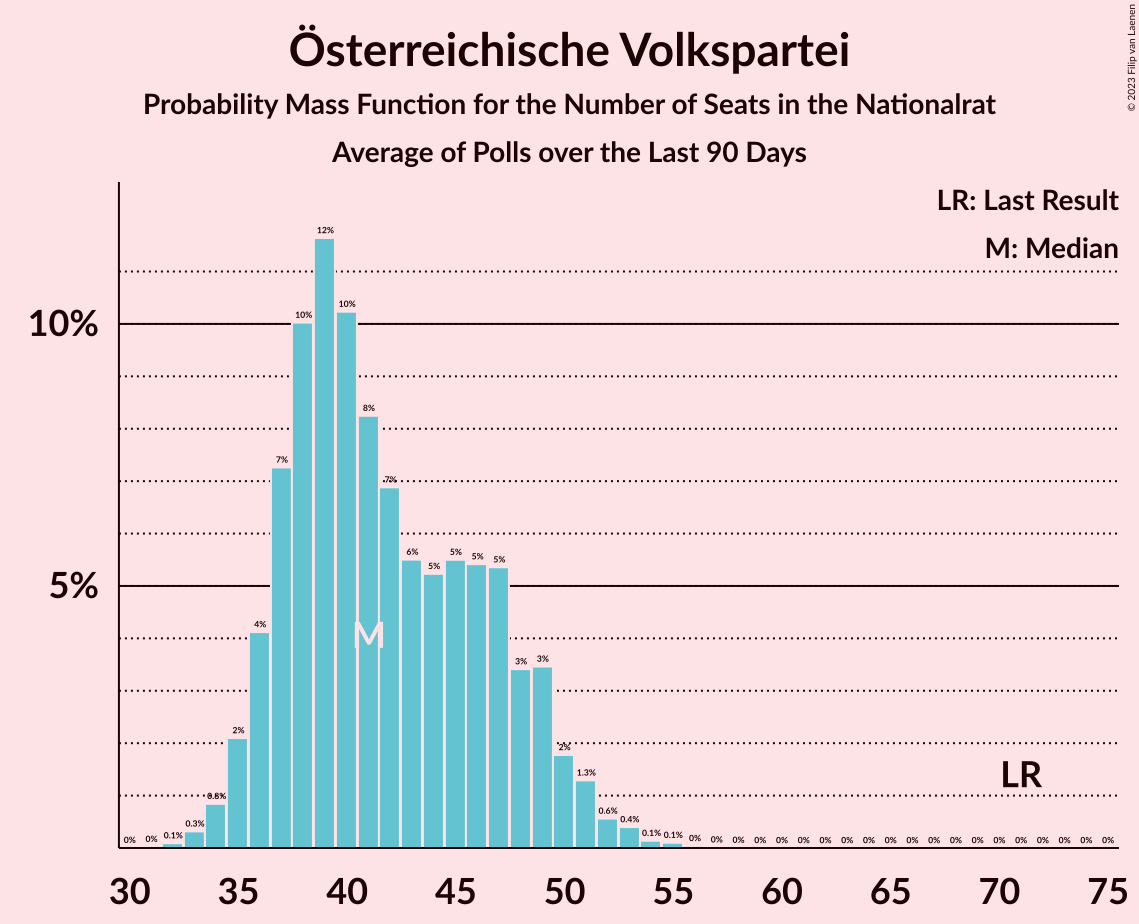 Österreichische Volkspartei
Probability Mass Function for the Number of Seats in the Nationalrat
Average of Polls over the Last 90 Days
© 2023 Filip van Laenen
LR: Last Result
M: Median
10%
5%
0% 0% 0.1% 0.3% 0.8% 2% 4% 7% 10% 12% 10% 8% 7% 6% 5% 5% 5% 5% 3% 3% 2% 1.3% 0.6% 0.4% 0.1% 0.1% 0% 0% 0% 0% 0% 0% 0% 0% 0% 0% 0% 0% 0% 0% 0% 0% 0% 0% 0% 0%
M
LR
30 35 40 45 50 55 60 65 70 75